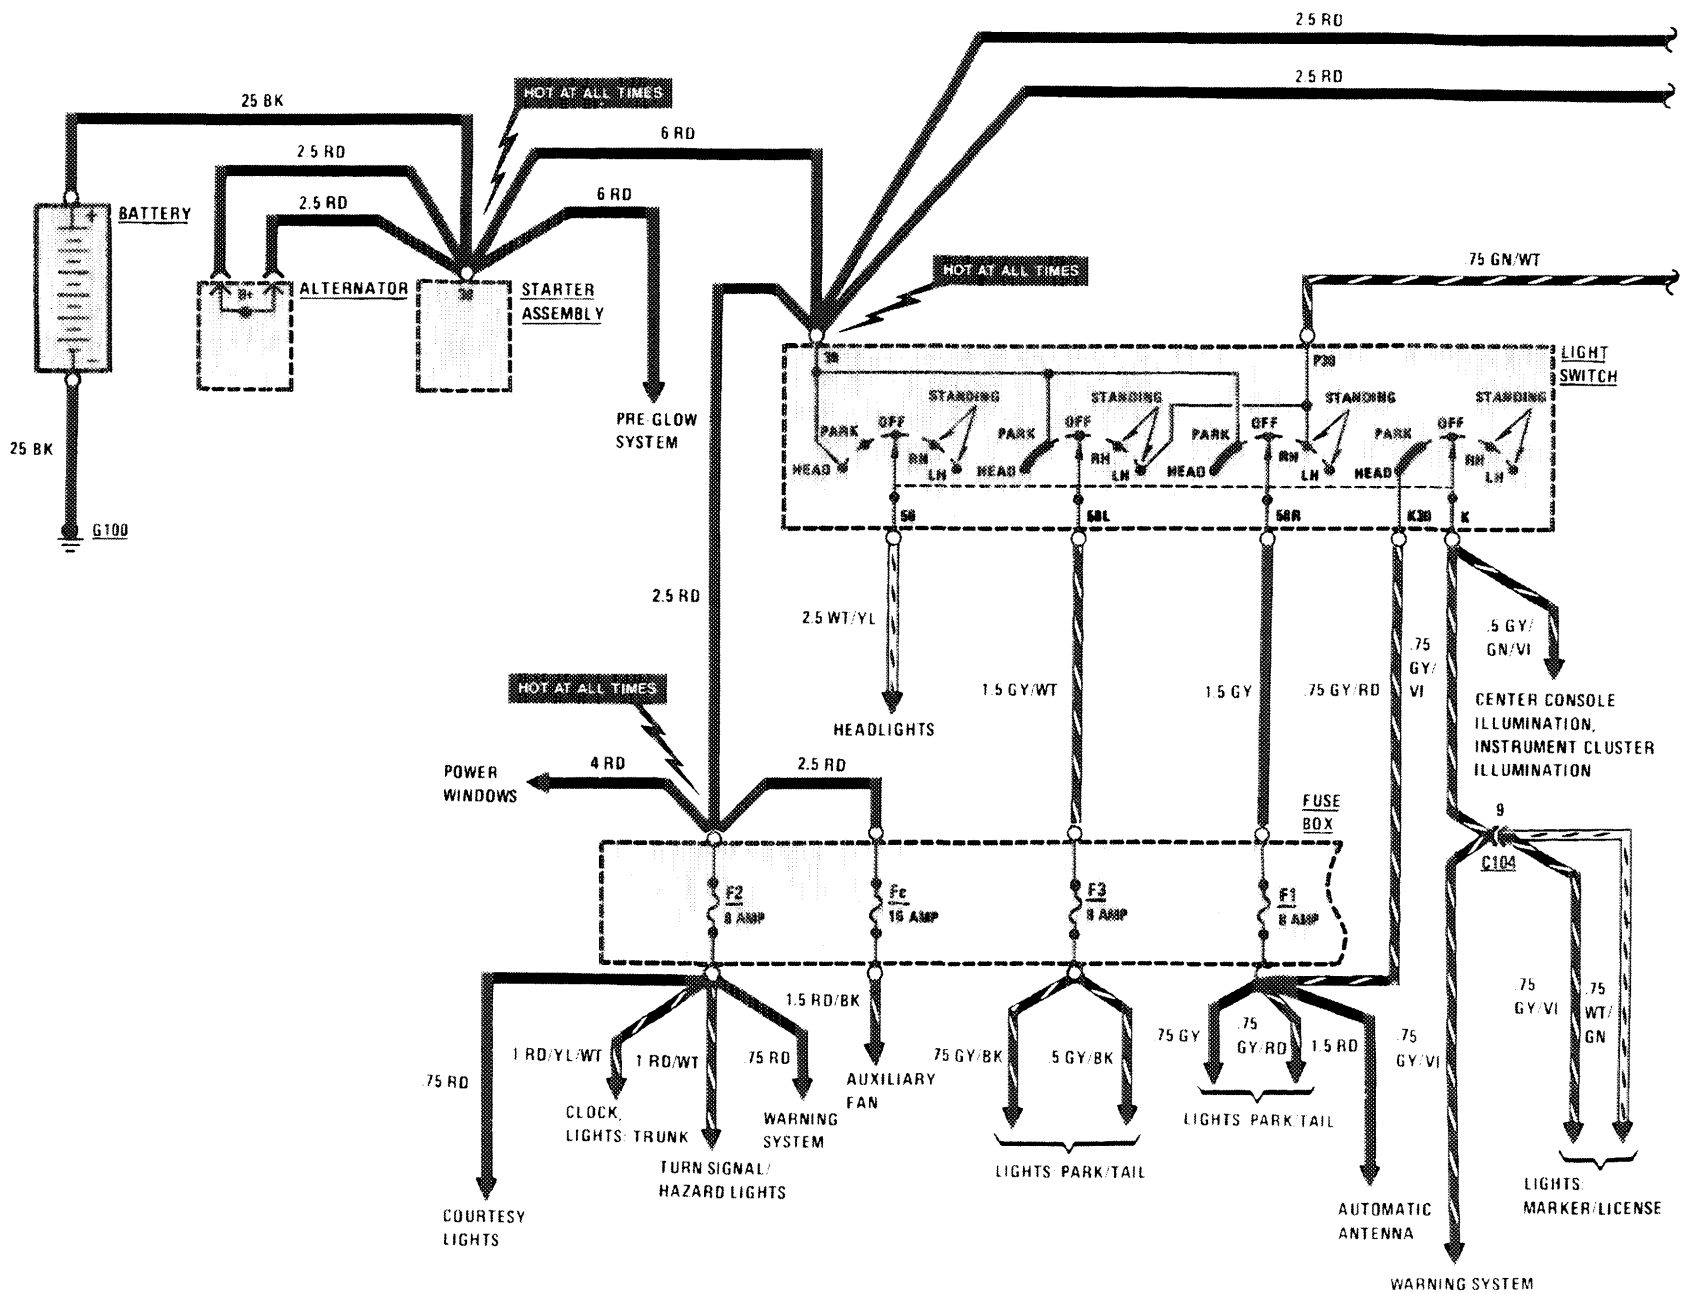 2.5 RD
2.5 RD
HOT AT ALL TIMES
25 BK
6 RD
2.5 RD
6 RD
2.5 RD
BATTERY
+
.75 GN/WT
HOT AT ALL TIMES
ALTERNATOR
B+
30
STARTER
ASSEMBLY
30
P30
LIGHT
SWITCH
STANDING
STANDING
STANDING
STANDING
PRE-GLOW
SYSTEM
PARK
OFF
RH
LH
HEAD
PARK
OFF
RH
LH
HEAD
PARK
OFF
RH
LH
HEAD
PARK
OFF
RH
LH
HEAD
25 BK
G100
56
58L
58R
K30
K
2.5 RD
2.5 WT/YL
1.5 GY/WT
1.5 GY
.75 GY/RD
.75
GY/
VI
.5 GY/
GN/VI
HOT AT ALL TIMES
HEADLIGHTS
CENTER CONSOLE
ILLUMINATION,
INSTRUMENT CLUSTER
ILLUMINATION
POWER
WINDOWS
4 RD
2.5 RD
FUSE
BOX
9
C104
F2
8 AMP
16 AMP
F3
8 AMP
F1
8 AMP
.75 RD
1 RD/YL/WT
1 RD/WT
.75 RD
1.5 RD/BK
.75 GY/BK
.5 GY/BK
.75 GY
.75
GY/RD
1.5 RD
.75
GY/VI
.75
GY/VI
.75
WT/
GN
CLOCK,
LIGHTS: TRUNK
WARNING
SYSTEM
AUXILIARY
FAN
TURN SIGNAL/
HAZARD LIGHTS
LIGHTS: PARK/TAIL
LIGHTS: PARK/TAIL
COURTESY
LIGHTS
AUTOMATIC
ANTENNA
LIGHTS:
MARKER/LICENSE
WARNING SYSTEM